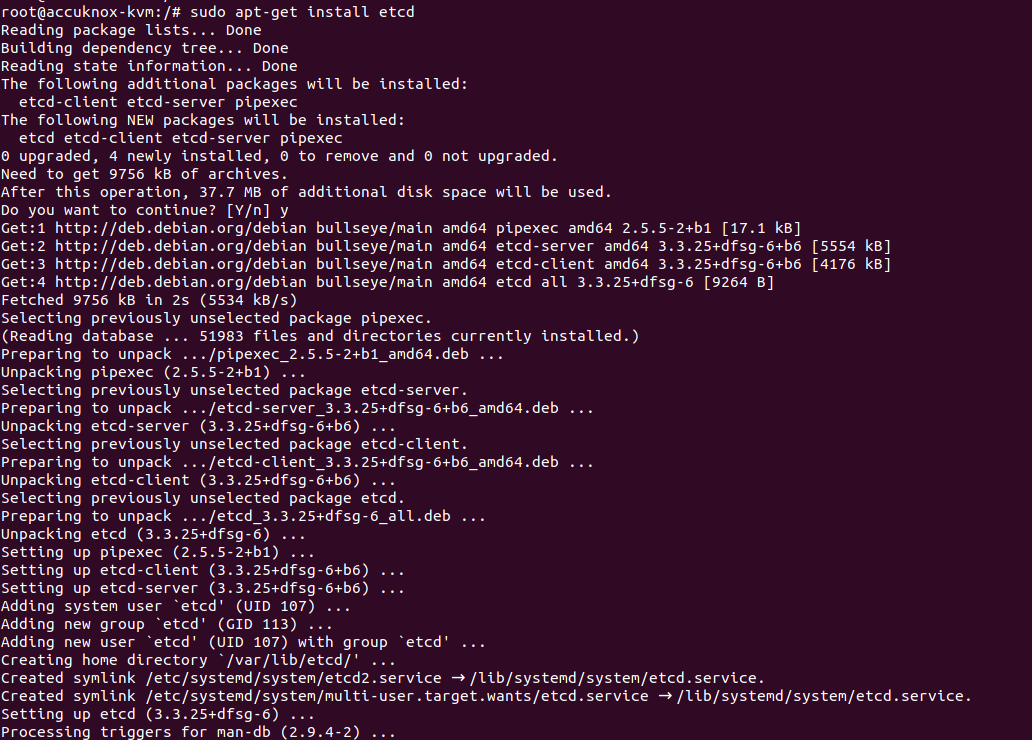 root@accuknox-kvm:/# sudo apt-get install etcd
Reading package lists... Done
Building dependency tree... Done
Reading state information... Done
The following additional packages will be installed:
  etcd-client etcd-server pipexec
The following NEW packages will be installed:
  etcd etcd-client etcd-server pipexec
0 upgraded, 4 newly installed, 0 to remove and 0 not upgraded.
Need to get 9756 kB of archives.
After this operation, 37.7 MB of additional disk space will be used.
Do you want to continue? [Y/n] y
Get:1 http://deb.debian.org/debian bullseye/main amd64 pipexec amd64 2.5.5-2+b1 [17.1 kB]
Get:2 http://deb.debian.org/debian bullseye/main amd64 etcd-server amd64 3.3.25+dfsg-6+b6 [5554 kB]
Get:3 http://deb.debian.org/debian bullseye/main amd64 etcd-client amd64 3.3.25+dfsg-6+b6 [4176 kB]
Get:4 http://deb.debian.org/debian bullseye/main amd64 etcd all 3.3.25+dfsg-6 [9264 B]
Fetched 9756 kB in 2s (5534 kB/s)
Selecting previously unselected package pipexec.
(Reading database ... 51983 files and directories currently installed.)
Preparing to unpack .../pipexec_2.5.5-2+b1_amd64.deb ...
Unpacking pipexec (2.5.5-2+b1) ...
Selecting previously unselected package etcd-server.
Preparing to unpack .../etcd-server_3.3.25+dfsg-6+b6_amd64.deb ...
Unpacking etcd-server (3.3.25+dfsg-6+b6) ...
Selecting previously unselected package etcd-client.
Preparing to unpack .../etcd-client_3.3.25+dfsg-6+b6_amd64.deb ...
Unpacking etcd-client (3.3.25+dfsg-6+b6) ...
Selecting previously unselected package etcd.
Preparing to unpack .../etcd_3.3.25+dfsg-6_all.deb ...
Unpacking etcd (3.3.25+dfsg-6) ...
Setting up pipexec (2.5.5-2+b1) ...
Setting up etcd-client (3.3.25+dfsg-6+b6) ...
Setting up etcd-server (3.3.25+dfsg-6+b6) ...
Adding system user `etcd' (UID 107) ...
Adding new group `etcd' (GID 113) ...
Adding new user `etcd' (UID 107) with group `etcd' ...
Creating home directory `/var/lib/etcd/' ...
Created symlink /etc/systemd/system/etcd2.service → /lib/systemd/system/etcd.service.
Created symlink /etc/systemd/system/multi-user.target.wants/etcd.service → /lib/systemd/system/etcd.service.
Setting up etcd (3.3.25+dfsg-6) ...
Processing triggers for man-db (2.9.4-2) ...